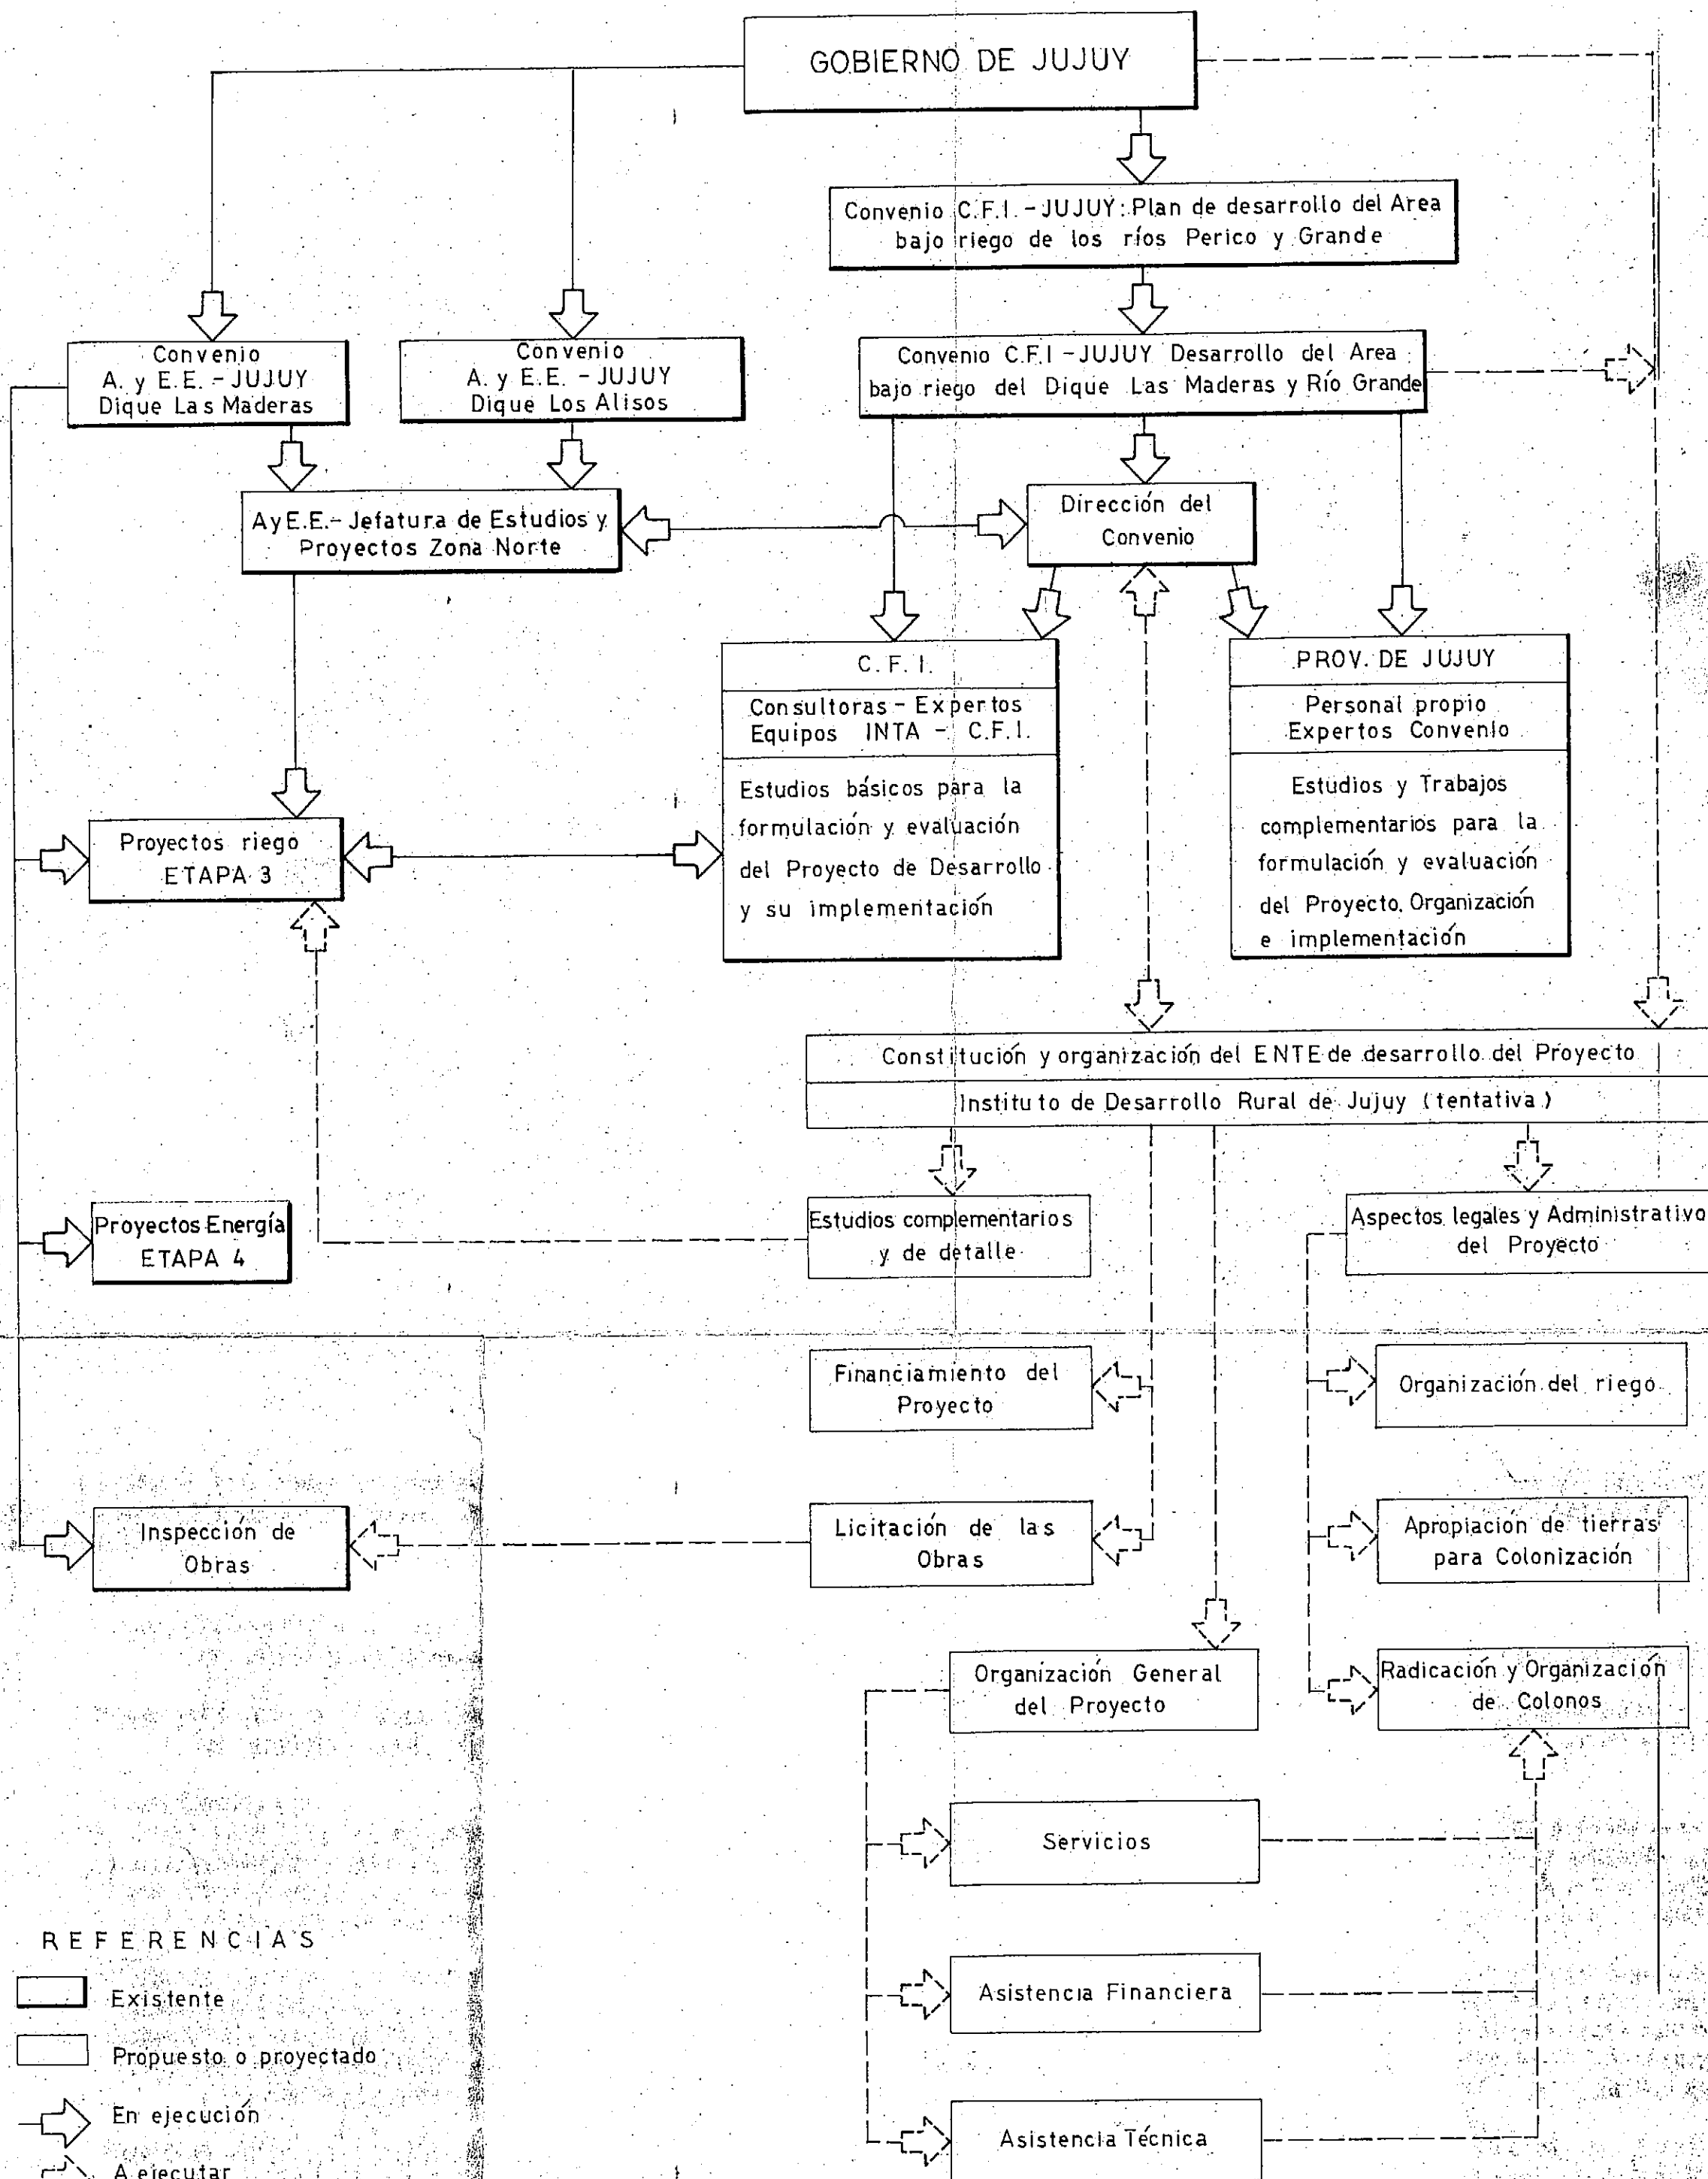 GOBIERNO DE JUJUY
Convenio C.F.I. - JUJUY: Plan de desarrollo del Area
bajo riego de los ríos Perico y Grande
Convenio
A. y E.E. - JUJUY
Dique Las Maderas
Convenio
A. y E.E. - JUJUY
Dique Los Alisos
Convenio C.F.I - JUJUY Desarrollo del Area
bajo riego del Dique Las Maderas y Río Grande
Ay E.E. - Jefatura de Estudios y
Proyectos Zona Norte
Dirección del
Convenio
C. F. I.
Consultoras - Expertos
Equipos INTA - C.F.I.
Estudios básicos para la
formulación y evaluación
del Proyecto de Desarrollo
y su implementación
PROV. DE JUJUY
Personal propio
Expertos Convenio
Estudios y Trabajos
complementarios para la
formulación y evaluación
del Proyecto, Organización
e implementación
Proyectos riego
ETAPA 3
Constitución y organización del ENTE de desarrollo del Proyecto
Instituto de Desarrollo Rural de Jujuy (tentativa)
Proyectos Energía
ETAPA 4
Estudios complementarios
y de detalle
Aspectos legales y Administrativo
del Proyecto
Financiamiento del
Proyecto
Organización del riego
Inspección de
Obras
Licitación de las
Obras
Apropiación de tierras
para Colonización
Organización General
del Proyecto
Radicación y Organización
de Colonos
Servicios
Asistencia Financiera
Asistencia Técnica
REFERENCIAS
Existente
Propuesto o proyectado
En ejecución
A ejecutar